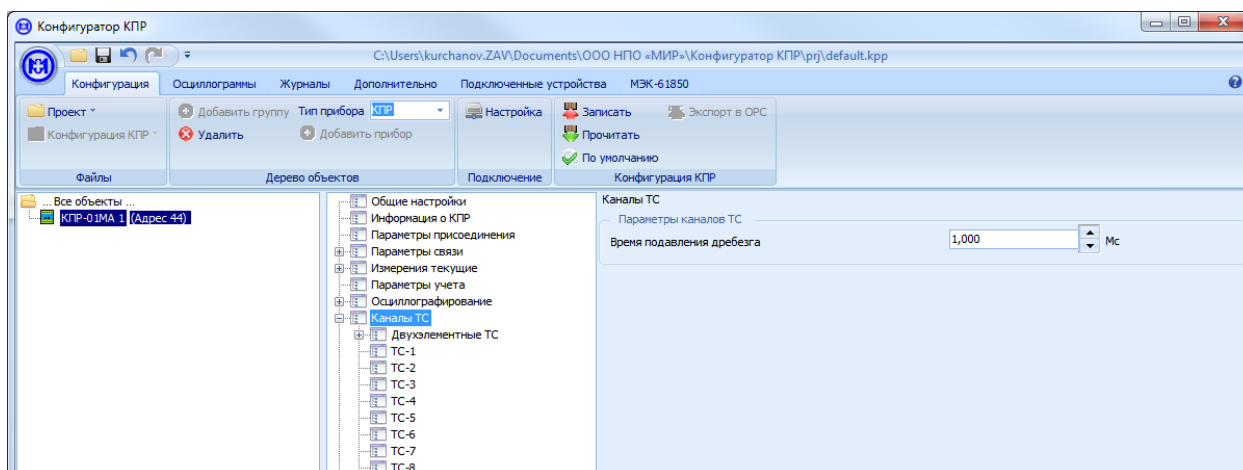 Конфигуратор КПР
C:\Users\kurchanov.ZAV\Documents\ООО НПО «МИР»\Конфигуратор КПР\prj\default.kpp
Конфигурация Осциллограммы Журналы Дополнительно Подключенные устройства МЭК-61850
Проект Добавить группу Тип прибора КПР Настройка Записать Экспорт в OPC
Конфигурация КПР Удалить Добавить прибор Прочитать
По умолчанию
Файлы Дерево объектов Подключение Конфигурация КПР
... Все объекты ...
КПР-01МА 1 (Адрес 44)
Общие настройки
Информация о КПР
Параметры присоединения
Параметры связи
Измерения текущие
Параметры учета
Осциллографирование
Каналы ТС
Двухэлементные ТС
ТС-1
ТС-2
ТС-3
ТС-4
ТС-5
ТС-6
ТС-7
ТС-8
Каналы ТС
Параметры каналов ТС
Время подавления дребезга 1,000 Мс